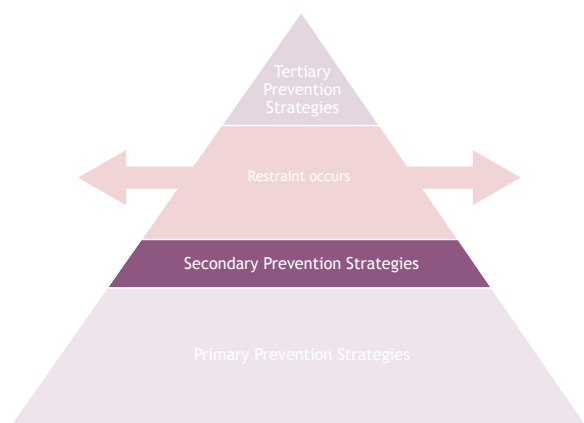 Tertiary
Prevention
Strategies
Restraint occurs
Secondary Prevention Strategies
Primary Prevention Strategies